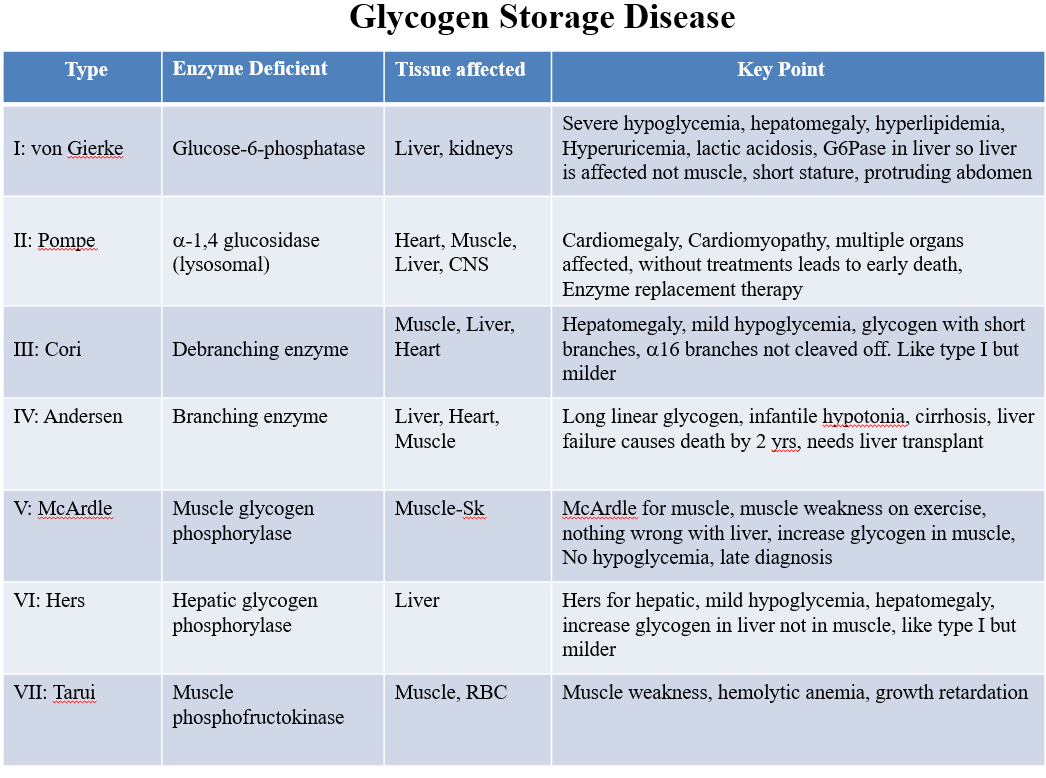 Glycogen Storage Disease
Type
Enzyme Deficient
Tissue affected
Key Point
I: von Gierke
Glucose-6-phosphatase
Liver, kidneys
Severe hypoglycemia, hepatomegaly, hyperlipidemia,
Hyperuricemia, lactic acidosis, G6Pase in liver so liver
is affected not muscle, short stature, protruding abdomen
II: Pompe
α-1,4 glucosidase
(lysosomal)
Heart, Muscle,
Liver, CNS
Cardiomegaly, Cardiomyopathy, multiple organs
affected, without treatments leads to early death,
Enzyme replacement therapy
III: Cori
Debranching enzyme
Muscle, Liver,
Heart
Hepatomegaly, mild hypoglycemia, glycogen with short
branches, α16 branches not cleaved off. Like type I but
milder
IV: Andersen
Branching enzyme
Liver, Heart,
Muscle
Long linear glycogen, infantile hypotonia, cirrhosis, liver
failure causes death by 2 yrs, needs liver transplant
V: McArdle
Muscle glycogen
phosphorylase
Muscle-Sk
McArdle for muscle, muscle weakness on exercise,
nothing wrong with liver, increase glycogen in muscle,
No hypoglycemia, late diagnosis
VI: Hers
Hepatic glycogen
phosphorylase
Liver
Hers for hepatic, mild hypoglycemia, hepatomegaly,
increase glycogen in liver not in muscle, like type I but
milder
VII: Tarui
Muscle
phosphofructokinase
Muscle, RBC
Muscle weakness, hemolytic anemia, growth retardation